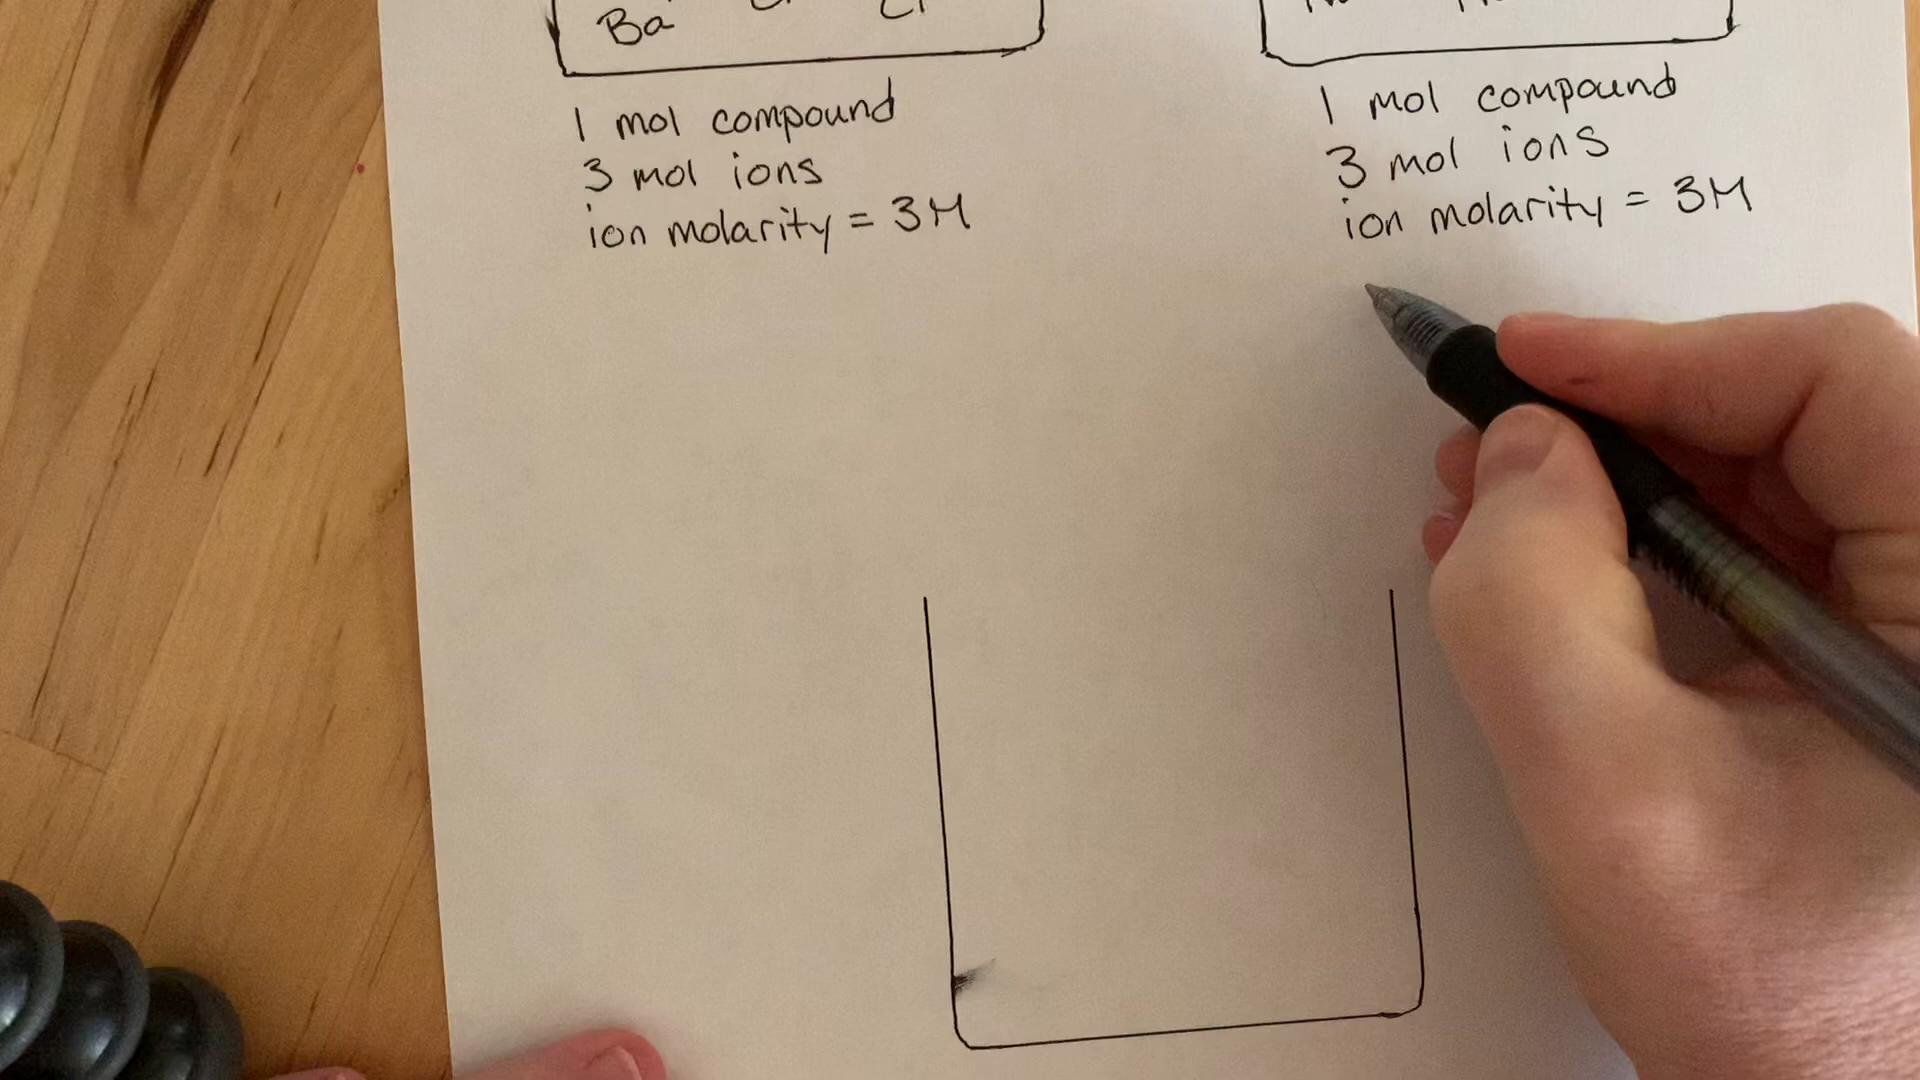 Ba Cl
1 mol compound
3 mol ions
ion molarity = 3M
1 mol compound
3 mol ions
ion molarity = 3M